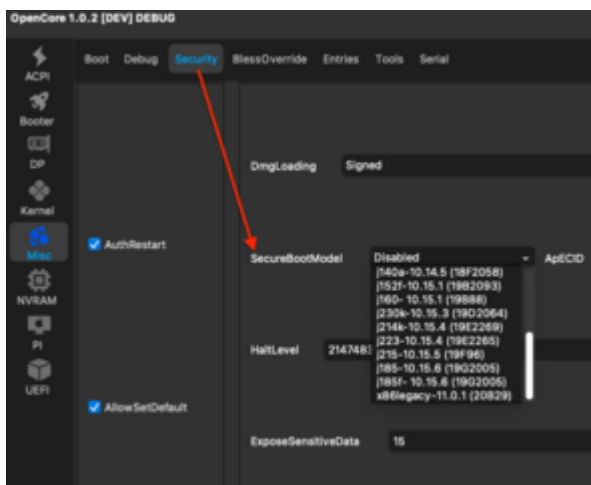 OpenCore 1.0.2 [DEV] DEBUG
ACPI
Booter
DP
Kernel
Misc
NVRAM
PI
UEFI
Boot Debug Security BlessOverride Entries Tools Serial
DmgLoading Signed
AuthRestart
SecureBootModel Disabled ApECID
j140a-10.14.5 (18F2058)
j152f-10.15.1 (19B2093)
j160- 10.15.1 (19B88)
j230k-10.15.3 (19D2064)
j214k-10.15.4 (19E2269)
j223-10.15.4 (19E2265)
j215-10.15.5 (19F96)
j185-10.15.6 (19G2005)
j185f- 10.15.6 (19G2005)
x86legacy-11.0.1 (20B29)
HaltLevel 2147483
AllowSetDefault
ExposeSensitiveData 15